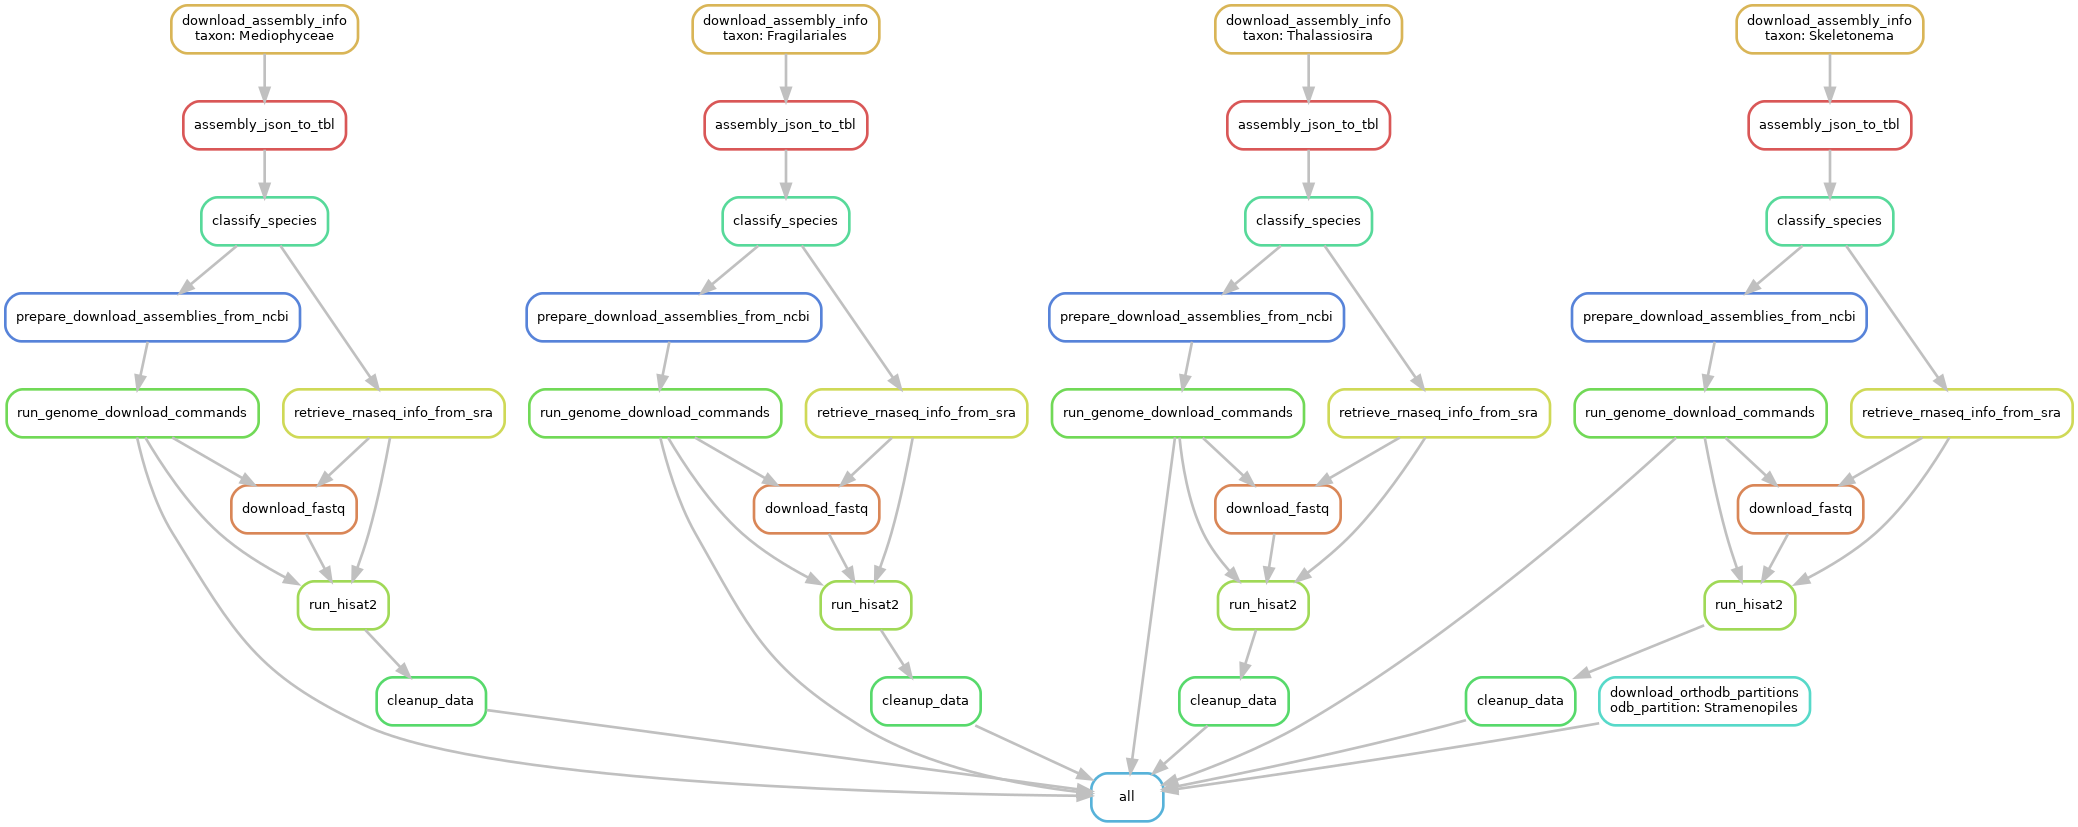 download_assembly_info
taxon: Mediophyceae
download_assembly_info
taxon: Fragilariales
download_assembly_info
taxon: Thalassiosira
download_assembly_info
taxon: Skeletonema
assembly_json_to_tbl
assembly_json_to_tbl
assembly_json_to_tbl
assembly_json_to_tbl
classify_species
classify_species
classify_species
classify_species
prepare_download_assemblies_from_ncbi
prepare_download_assemblies_from_ncbi
prepare_download_assemblies_from_ncbi
prepare_download_assemblies_from_ncbi
run_genome_download_commands
retrieve_rnaseq_info_from_sra
run_genome_download_commands
retrieve_rnaseq_info_from_sra
run_genome_download_commands
retrieve_rnaseq_info_from_sra
run_genome_download_commands
retrieve_rnaseq_info_from_sra
download_fastq
download_fastq
download_fastq
download_fastq
run_hisat2
run_hisat2
run_hisat2
run_hisat2
cleanup_data
cleanup_data
cleanup_data
cleanup_data
download_orthodb_partitions
odb_partition: Stramenopiles
all